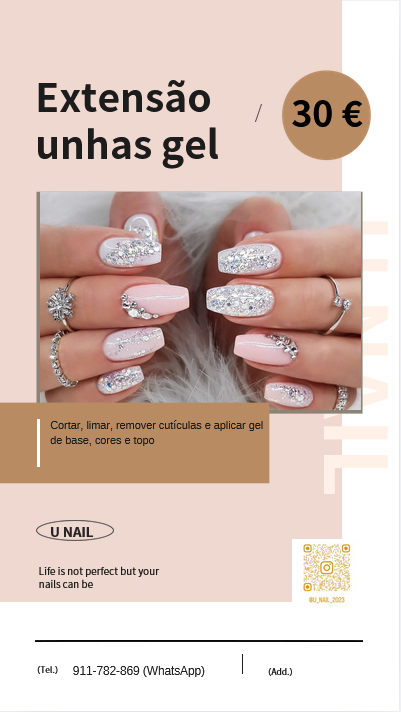 Extensão
unhas gel
/
30 €
U NAIL
Cortar, limar, remover cutículas e aplicar gel
de base, cores e topo
U NAIL
Life is not perfect but your
nails can be
@U_NAIL_2023
(Tel.) 911-782-869 (WhatsApp)
(Add.)